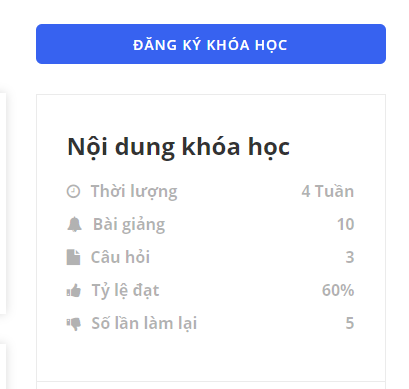 ĐĂNG KÝ KHÓA HỌC
Nội dung khóa học
Thời lượng 4 Tuần
Bài giảng 10
Câu hỏi 3
Tỷ lệ đạt 60%
Số lần làm lại 5